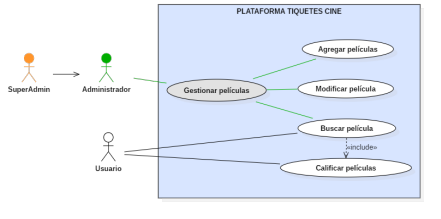 PLATAFORMA TIQUETES CINE
Agregar películas
SuperAdmin
Administrador
Gestionar películas
Modificar película
Buscar película
Usuario
«include»
Calificar películas